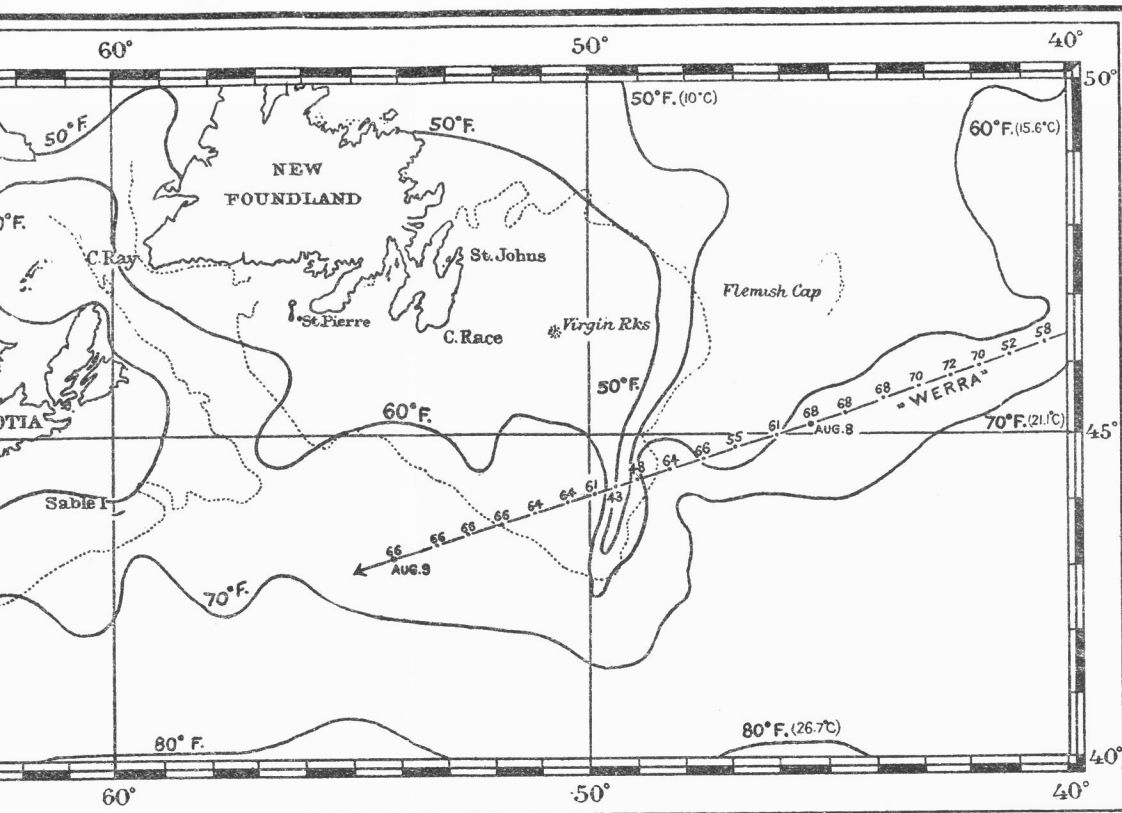 60°
50°
40°
50°
50°F.
50°F.
50°F.(10°C)
60°F.(15.6°C)
NEW
FOUNDLAND
0°F.
C.Ray
St.Johns
Flemish Cap
St.Pierre
C.Race
Virgin Rks
50°F.
60°F.
58
52
70
72
70
68
68
68
61
55
66
64
48
43
61
64
64
66
68
66
66
"WERRA"
AUG.8
AUG.9
70°F.(21.1°C)
45°
OTIA
Sable I
70°F.
80°F.
80°F.(26.7°C)
40°
60°
50°
40°